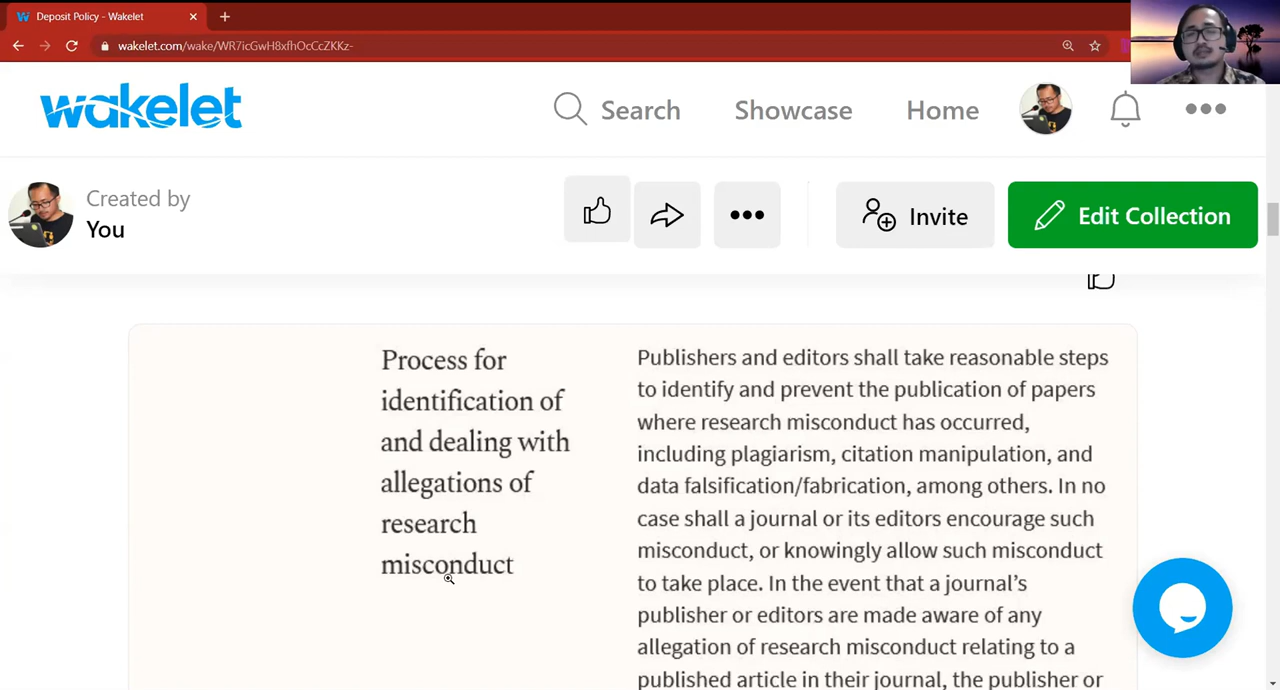 Deposit Policy - Wakelet
wakelet.com/wake/WR7icGwH8xfhOcCcZKKz-
wakelet
Search
Showcase
Home
Created by
You
Invite
Edit Collection
Process for
identification of
and dealing with
allegations of
research
misconduct
Publishers and editors shall take reasonable steps
to identify and prevent the publication of papers
where research misconduct has occurred,
including plagiarism, citation manipulation, and
data falsification/fabrication, among others. In no
case shall a journal or its editors encourage such
misconduct, or knowingly allow such misconduct
to take place. In the event that a journal’s
publisher or editors are made aware of any
allegation of research misconduct relating to a
published article in their journal, the publisher or